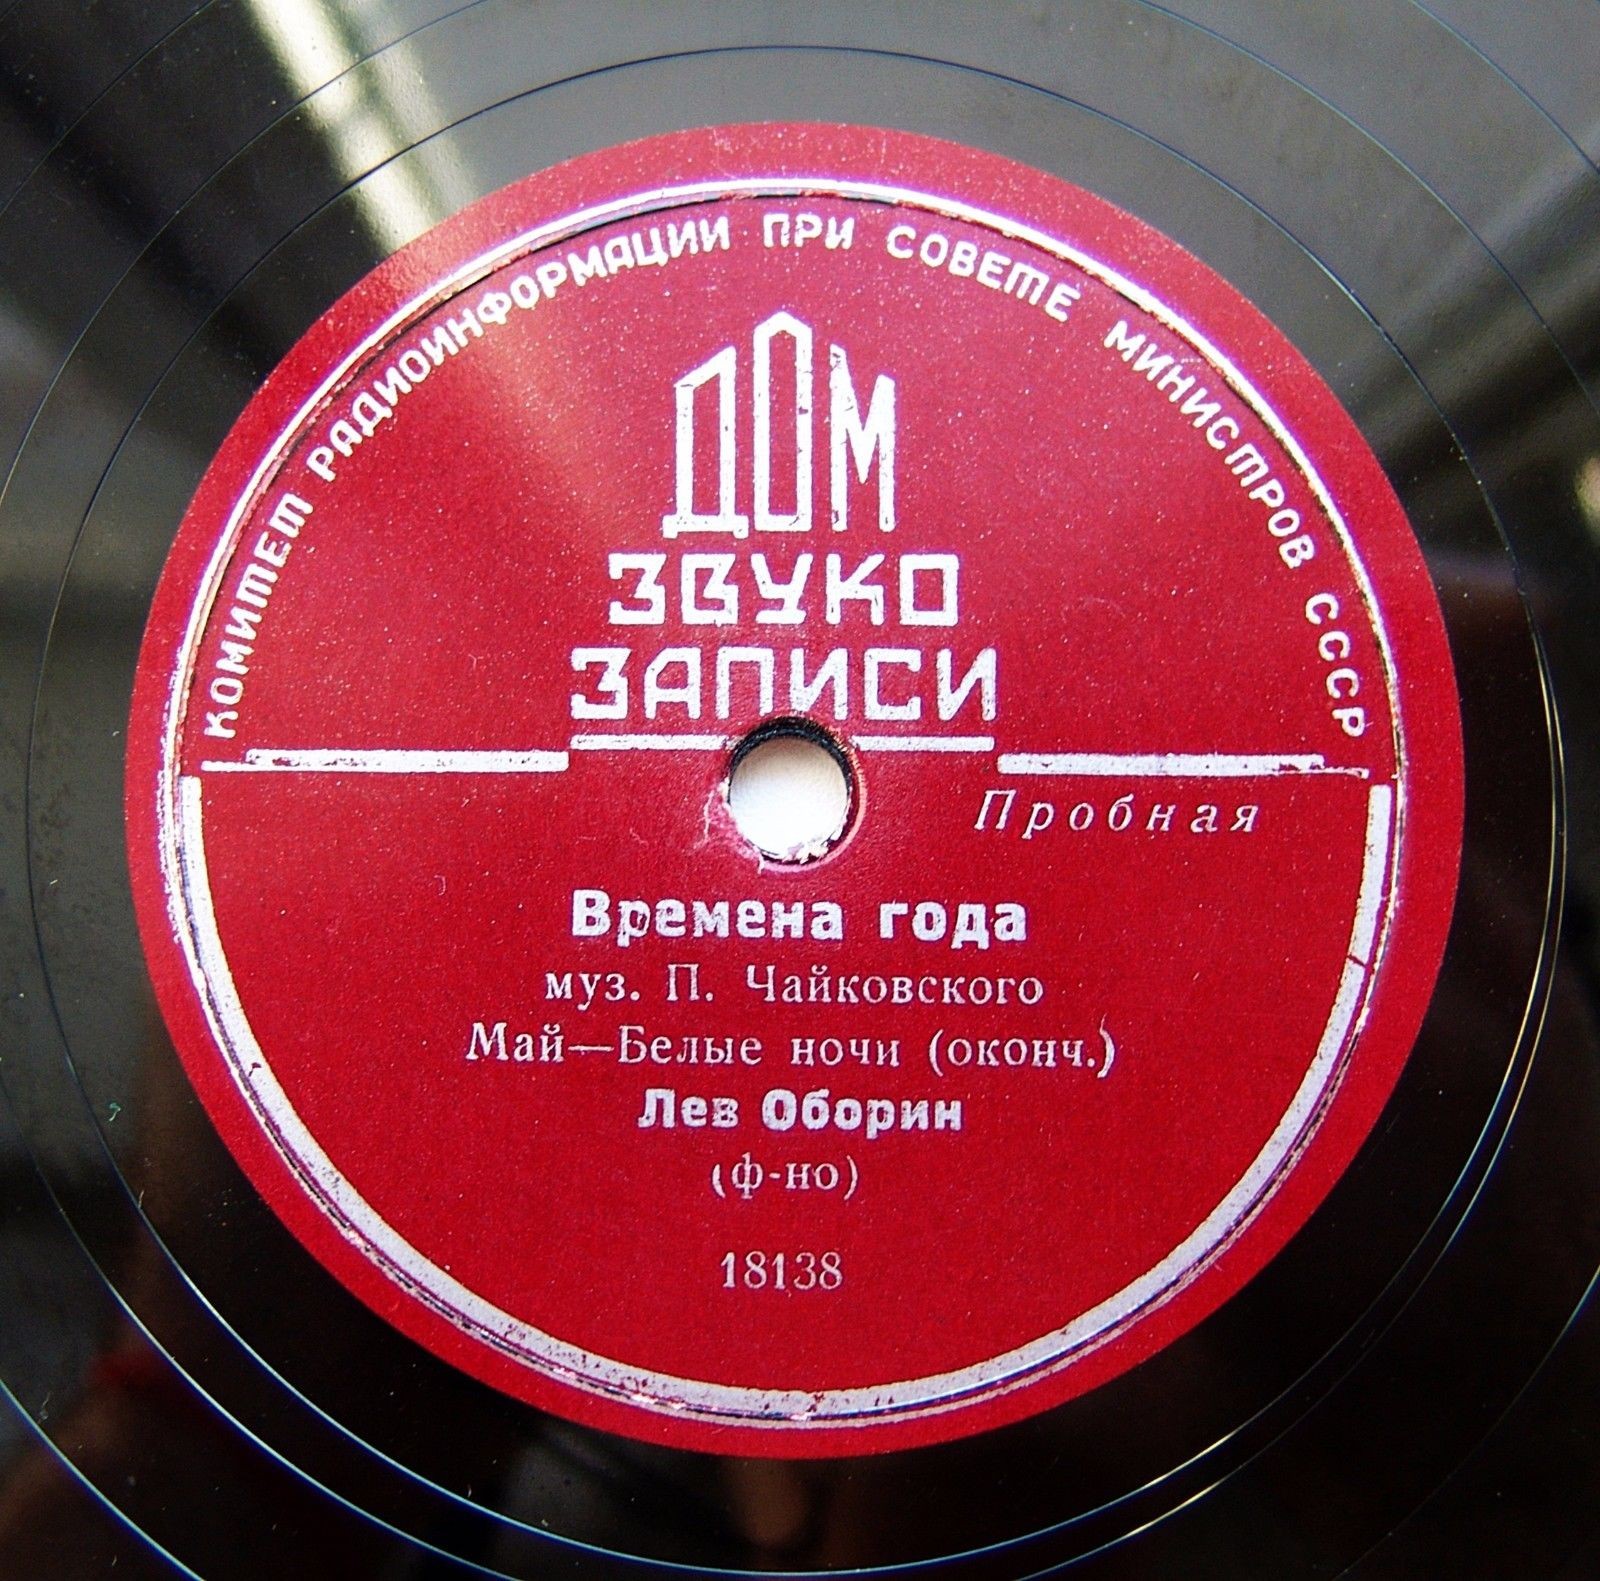 КОМИТЕТ РАДИОИНФОРМАЦИИ ПРИ СОВЕТЕ МИНИСТРОВ СССР
ДОМ
ЗВУКО
ЗАПИСИ
Пробная
Времена года
муз. П. Чайковского
Май—Белые ночи (оконч.)
Лев Оборин
(ф-но)
18138